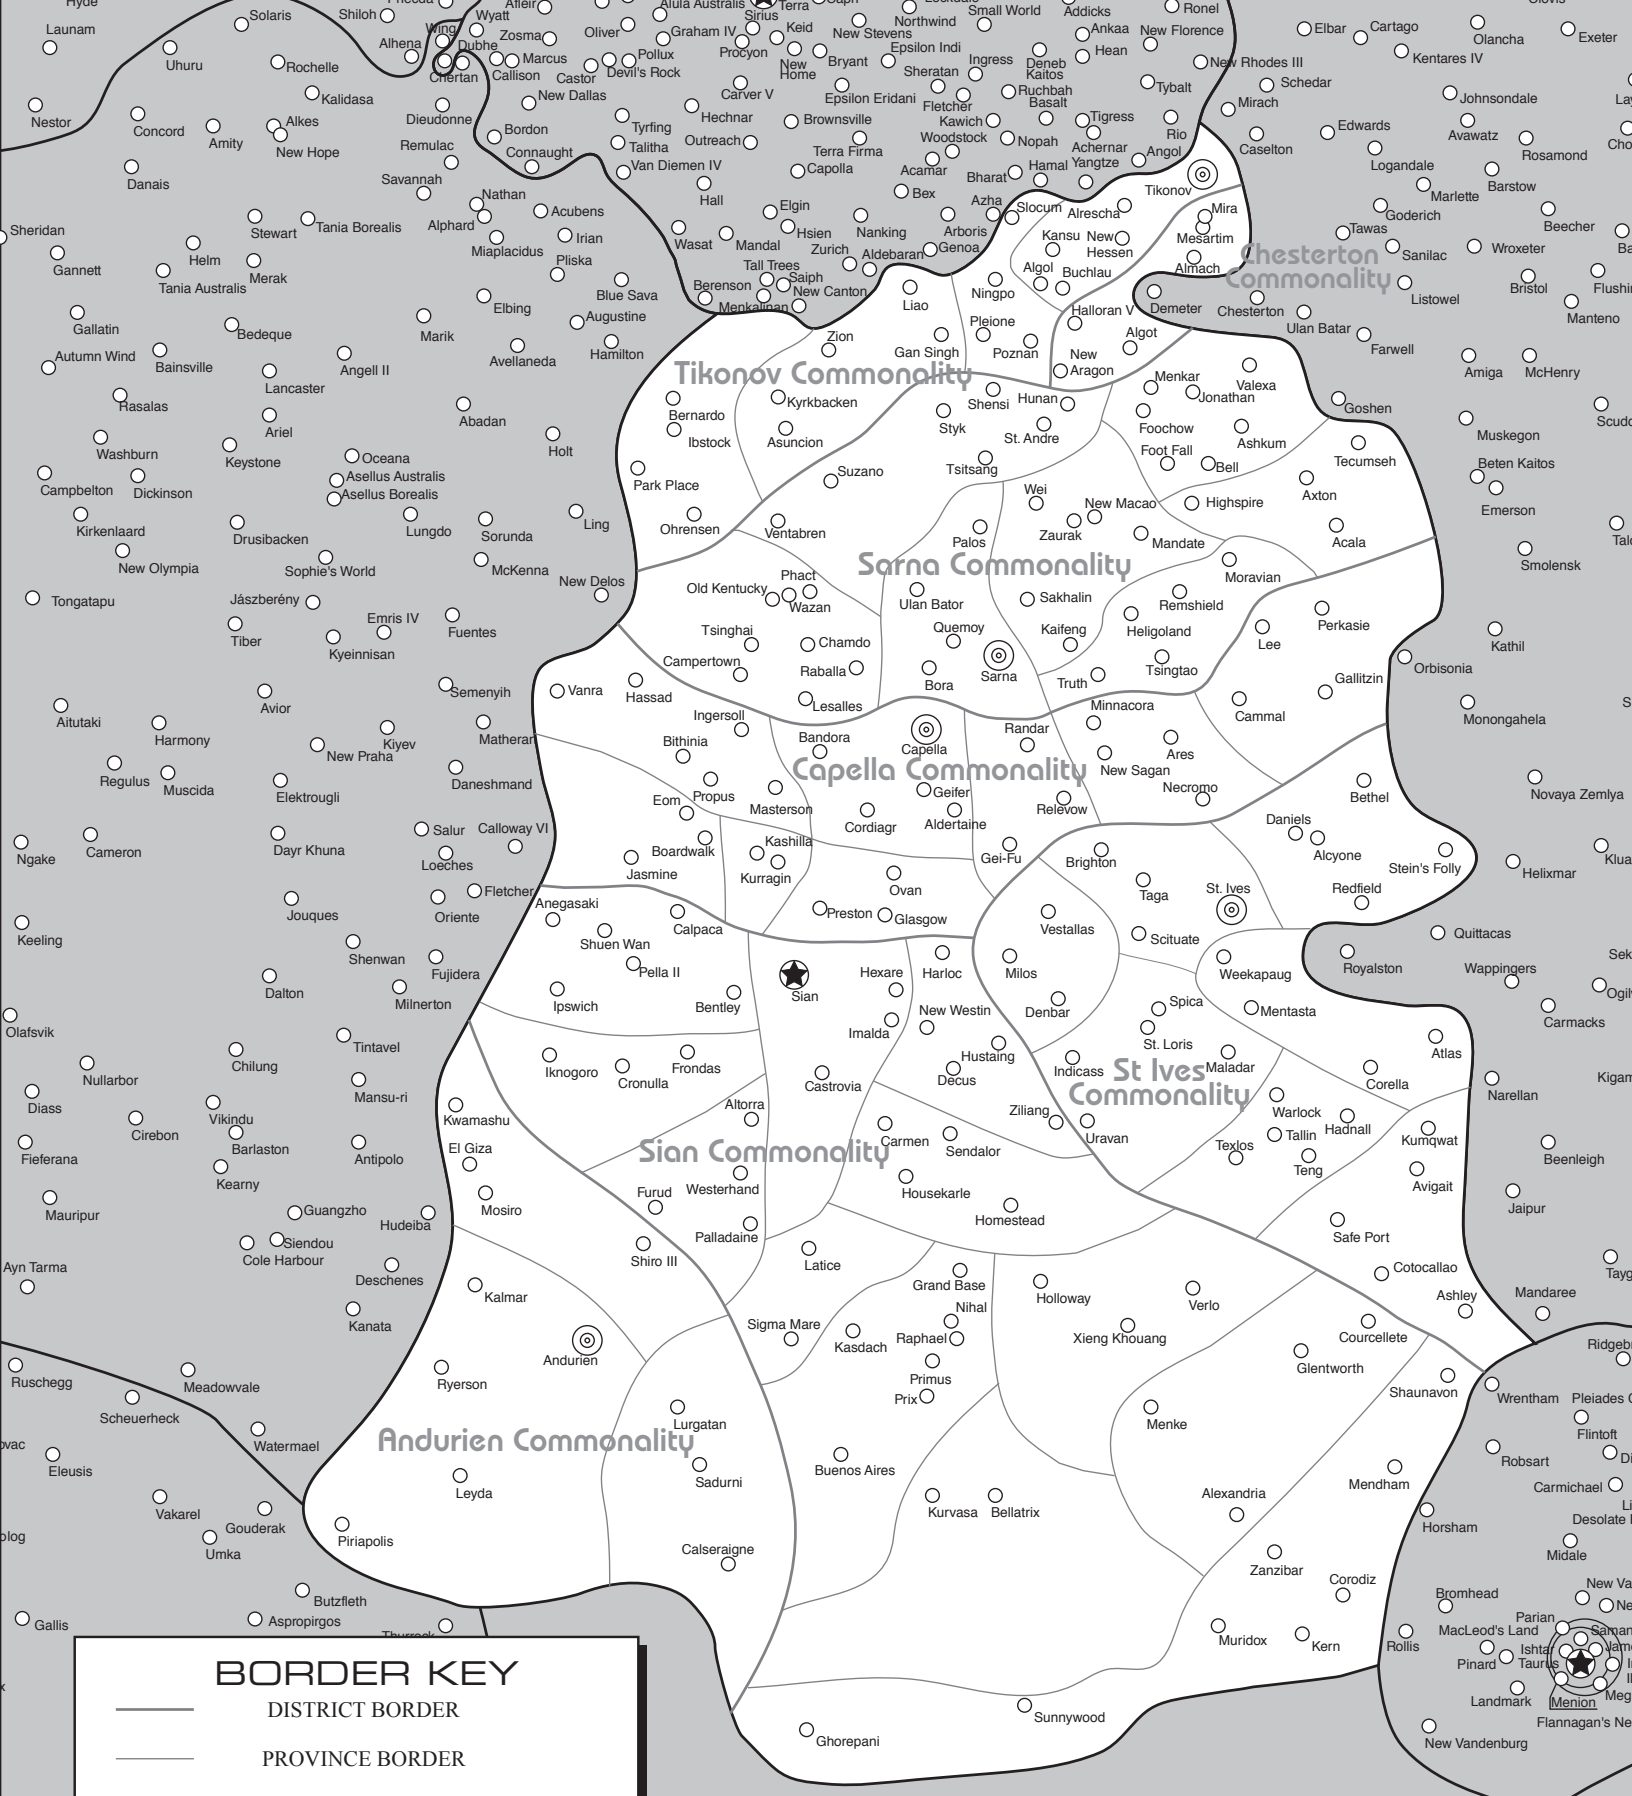 Hyde
Launam
Solaris
Uhuru
Rochelle
Kalidasa
Nestor
Concord
Amity
Alkes
New Hope
Danais
Shiloh
Alhena
Wing
Wyatt
Dubhe
Chertan
Zosma
Marcus
Callison
Oliver
Alula Australis
Graham IV
Pollux
Castor
Devil's Rock
Sirius
Terra
Procyon
Keid
New
Home
Bryant
New Stevens
Northwind
Epsilon Indi
Small World
Addicks
Ronel
Ankaa
Hean
New Florence
New Rhodes III
Deneb
Kaitos
Ingress
Sheratan
Ruchbah
Basalt
Tybalt
Elbar
Cartago
Olancha
Exeter
Kentares IV
Schedar
Mirach
Johnsondale
Edwards
Avawatz
Rosamond
Caselton
Logandale
Marlette
Barstow
Goderich
Beecher
Tawas
Sanilac
Wroxeter
Listowel
Bristol
Manteno
Dieudonne
New Dallas
Bordon
Connaught
Remulac
Savannah
Nathan
Alphard
Miaplacidus
Acubens
Irian
Pliska
Tyrfing
Talitha
Van Diemen IV
Hechnar
Outreach
Carver V
Epsilon Eridani
Brownsville
Terra Firma
Capolla
Fletcher
Kawich
Woodstock
Acamar
Nopah
Hamal
Bharat
Tigress
Achernar
Yangtze
Angol
Rio
Hall
Bex
Azha
Elgin
Hsien
Mandal
Wasat
Nanking
Arboris
Genoa
Zurich
Aldebaran
Tall Trees
Saiph
New Canton
Berenson
Menkalinan
Sheridan
Gannett
Stewart
Tania Borealis
Helm
Tania Australis
Merak
Gallatin
Bedeque
Autumn Wind
Bainsville
Angell II
Lancaster
Rasalas
Ariel
Washburn
Keystone
Oceana
Asellus Australis
Asellus Borealis
Campbelton
Dickinson
Kirkenlaard
Drusibacken
New Olympia
Sophie's World
Elbing
Blue Sava
Augustine
Hamilton
Marik
Avellaneda
Abadan
Holt
Lungdo
Sorunda
Ling
McKenna
New Delos
Tongatapu
Jászberény
Tiber
Emris IV
Kyeinnisan
Fuentes
Semenyih
Avior
Aitutaki
Harmony
Kiyev
New Praha
Regulus
Muscida
Elektrougli
Daneshmand
Salur
Calloway VI
Loeches
Fletcher
Ngake
Cameron
Dayr Khuna
Jouques
Oriente
Keeling
Shenwan
Fujidera
Dalton
Milnerton
Olafsvik
Tintavel
Nullarbor
Chilung
Diass
Vikindu
Mansu-ri
Cirebon
Barlaston
Fieferana
Antipolo
Kearny
Mauripur
Guangzho
Hudeiba
Siendou
Cole Harbour
Ayn Tarma
Deschenes
Kanata
Ruschegg
Meadowvale
Scheuerheck
Watermael
Eleusis
Vakarel
Gouderak
Umka
Butzfleth
Aspropirgos
Gallis
Tikonov
Mira
Mesartim
Almach
Slocum
Alrescha
Kansu
New
Hessen
Algol
Buchlau
Liao
Ningpo
Demeter
Chesterton
Commonality
Chesterton
Ulan Batar
Farwell
Halloran V
Algot
Pleione
Poznan
Gan Singh
New
Aragon
Zion
Tikonov Commonality
Bernardo
Ibstock
Kyrkbacken
Asuncion
Park Place
Ohrensen
Ventabren
Suzano
Styk
Shensi
Hunan
St. Andre
Tsitsang
Menkar
Jonathan
Valexa
Foochow
Ashkum
Foot Fall
Bell
Goshen
Tecumseh
Axton
Acala
Highspire
Wei
New Macao
Zaurak
Mandate
Palos
Sarna Commonality
Moravian
Remshield
Heligoland
Tsingtao
Kaifeng
Truth
Sakhalin
Ulan Bator
Quemoy
Sarna
Bora
Old Kentucky
Phact
Wazan
Tsinghai
Chamdo
Campertown
Raballa
Lesalles
Perkasie
Lee
Gallitzin
Cammal
Orbisonia
Amiga
McHenry
Muskegon
Beten Kaitos
Emerson
Smolensk
Kathil
Monongahela
Vanra
Hassad
Ingersoll
Bithinia
Propus
Eom
Boardwalk
Jasmine
Bandora
Capella
Capella Commonality
Masterson
Geifer
Cordiagr
Aldertaine
Kashilla
Kurragin
Ovan
Preston
Glasgow
Randar
Relevow
Gei-Fu
Minnacora
New Sagan
Ares
Necromo
Bethel
Daniels
Alcyone
Stein's Folly
Redfield
Novaya Zemlya
Helixmar
Quittacas
Royalston
Wappingers
Carmacks
Brighton
Taga
St. Ives
Vestallas
Scituate
Weekapaug
Milos
Denbar
Spica
Mentasta
St. Loris
Indicass
St Ives
Commonality
Maladar
Corella
Atlas
Warlock
Hadnall
Tallin
Texlos
Teng
Kumqwat
Avigait
Uravan
Ziliang
Safe Port
Cotocallao
Ashley
Courcellete
Narellan
Beenleigh
Jaipur
Mandaree
Anegasaki
Shuen Wan
Calpaca
Pella II
Ipswich
Bentley
Sian
Hexare
Harloc
Imalda
New Westin
Hustaing
Decus
Iknogoro
Cronulla
Frondas
Castrovia
Altorra
Carmen
Sendalor
Sian Commonality
Westerhand
Housekarle
Homestead
Furud
Palladaine
Shiro III
Kwamashu
El Giza
Mosiro
Kalmar
Andurien
Ryerson
Lurgatan
Andurien Commonality
Sadurni
Leyda
Piriapolis
Calseraigne
Latice
Sigma Mare
Kasdach
Grand Base
Nihal
Raphael
Primus
Prix
Holloway
Verlo
Xieng Khouang
Glentworth
Shaunavon
Menke
Buenos Aires
Kurvasa
Bellatrix
Alexandria
Mendham
Zanzibar
Corodiz
Muridox
Kern
Sunnywood
Ghorepani
Wrentham
Flintoft
Robsart
Carmichael
Horsham
Midale
Bromhead
Parian
MacLeod's Land
Rollis
Ishtar
Pinard
Taurus
Landmark
Menion
New Vandenburg
BORDER KEY
DISTRICT BORDER
PROVINCE BORDER